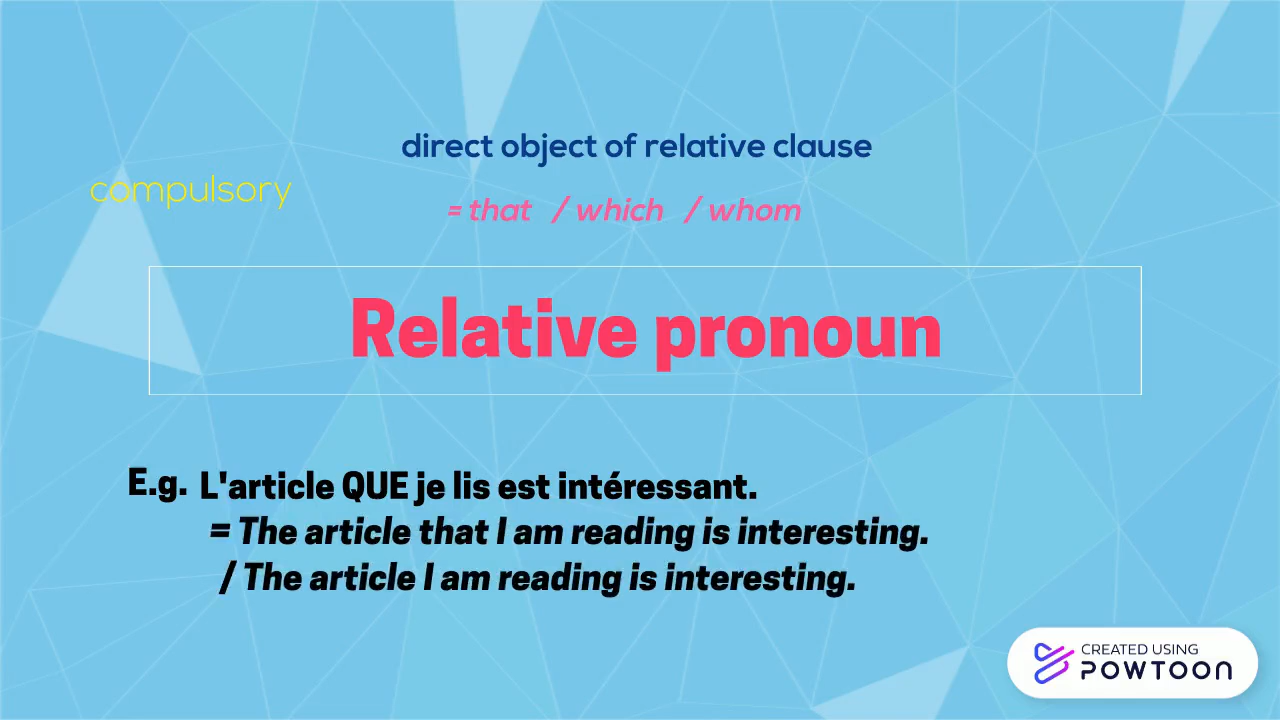 direct object of relative clause
compulsory
= that / which / whom
Relative pronoun
E.g. L'article QUE je lis est intéressant.
= The article that I am reading is interesting.
/ The article I am reading is interesting.
CREATED USING
POWTOON